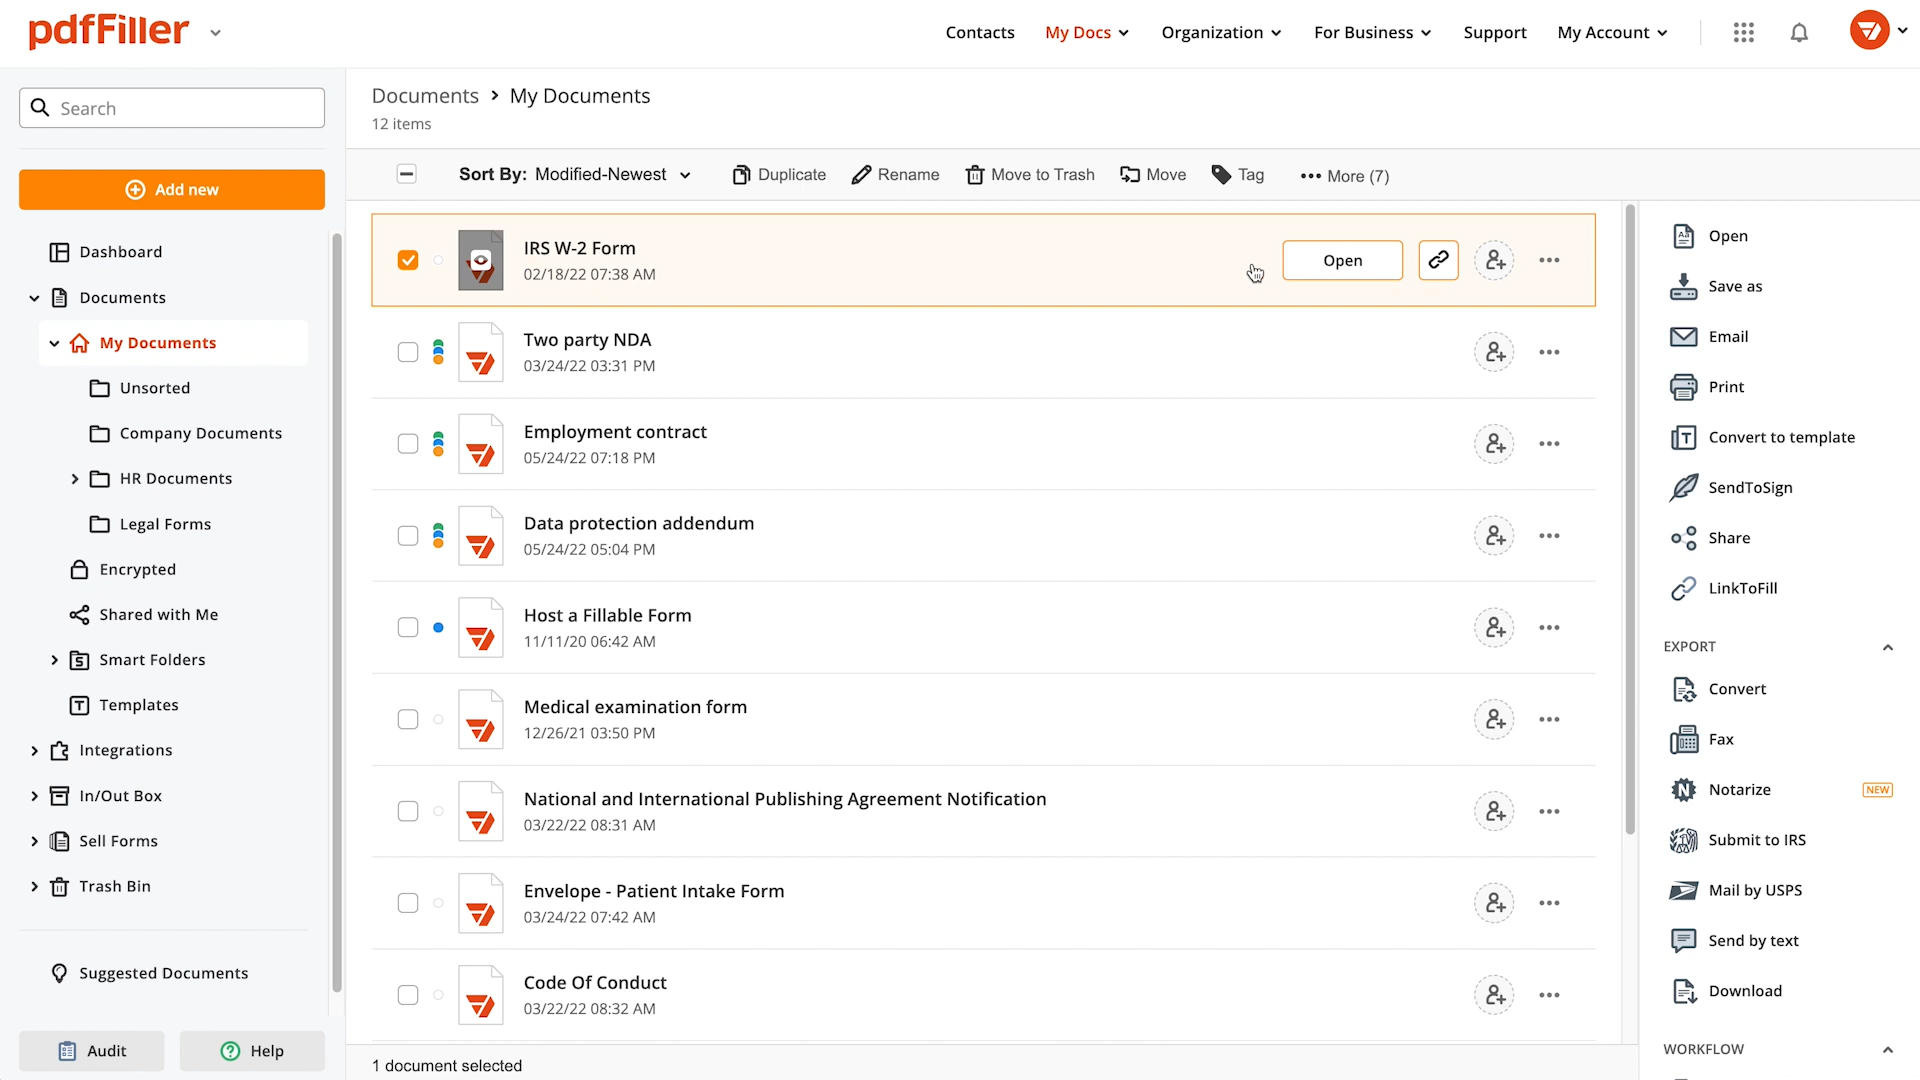 pdfFiller
Contacts
My Docs
Organization
For Business
Support
My Account
Search
Add new
Dashboard
Documents
My Documents
Unsorted
Company Documents
HR Documents
Legal Forms
Encrypted
Shared with Me
Smart Folders
Templates
Integrations
In/Out Box
Sell Forms
Trash Bin
Suggested Documents
Audit
Help
Documents > My Documents
12 items
Sort By: Modified-Newest
Duplicate
Rename
Move to Trash
Move
Tag
More (7)
IRS W-2 Form
02/18/22 07:38 AM
Open
Two party NDA
03/24/22 03:31 PM
Employment contract
05/24/22 07:18 PM
Data protection addendum
05/24/22 05:04 PM
Host a Fillable Form
11/11/20 06:42 AM
Medical examination form
12/26/21 03:50 PM
National and International Publishing Agreement Notification
03/22/22 08:31 AM
Envelope - Patient Intake Form
03/24/22 07:42 AM
Code Of Conduct
03/22/22 08:32 AM
1 document selected
Open
Save as
Email
Print
Convert to template
SendToSign
Share
LinkToFill
EXPORT
Convert
Fax
Notarize
NEW
Submit to IRS
Mail by USPS
Send by text
Download
WORKFLOW